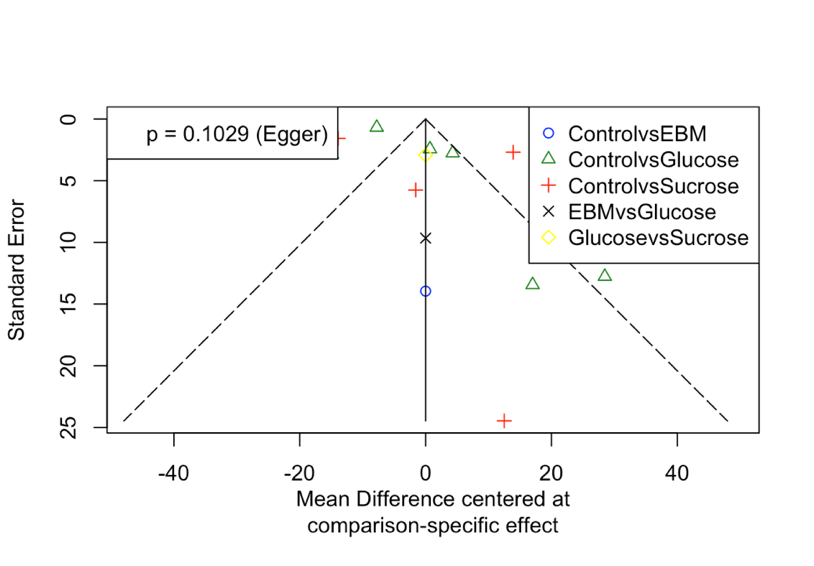 p = 0.1029 (Egger)
ControlvsEBM
ControlvsGlucose
ControlvsSucrose
EBMvsGlucose
GlucosevsSucrose
Standard Error
0
5
10
15
20
25
-40
-20
0
20
40
Mean Difference centered at
comparison-specific effect